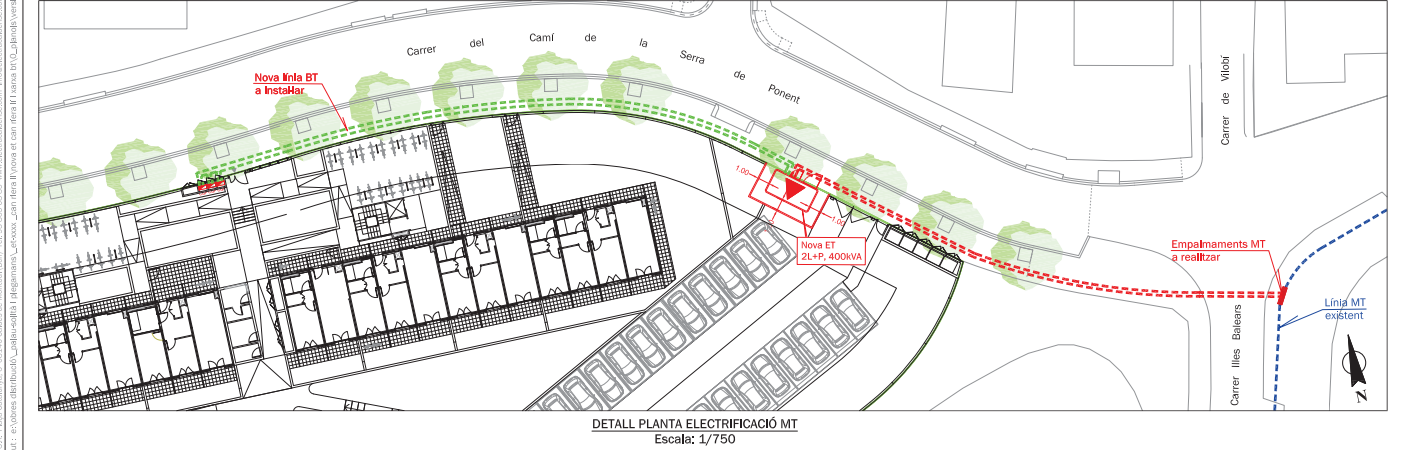 Carrer del Camí de la Serra de Ponent
Nova línia BT
a Instal·lar
Carrer de Vilobí
1.00
1.00
Nova ET
2L+P, 400kVA
Empalmaments MT
a realitzar
Línia MT
existent
Carrer Illes Balears
N
DETALL PLANTA ELECTRIFICACIÓ MT
Escala: 1/750